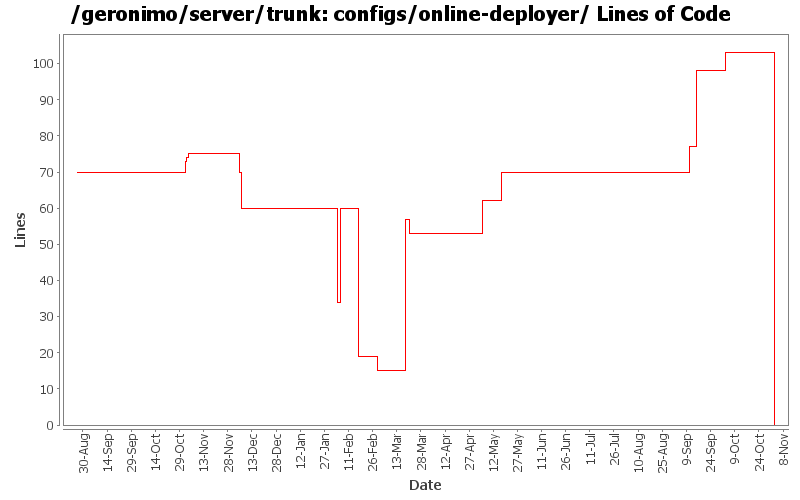 /geronimo/server/trunk: configs/online-deployer/ Lines of Code
Lines
100
90
80
70
60
50
40
30
20
10
0
30-Aug
14-Sep
29-Sep
14-Oct
29-Oct
13-Nov
28-Nov
13-Dec
28-Dec
12-Jan
27-Jan
11-Feb
26-Feb
13-Mar
28-Mar
12-Apr
27-Apr
12-May
27-May
11-Jun
26-Jun
11-Jul
26-Jul
10-Aug
25-Aug
9-Sep
24-Sep
9-Oct
24-Oct
8-Nov
Date